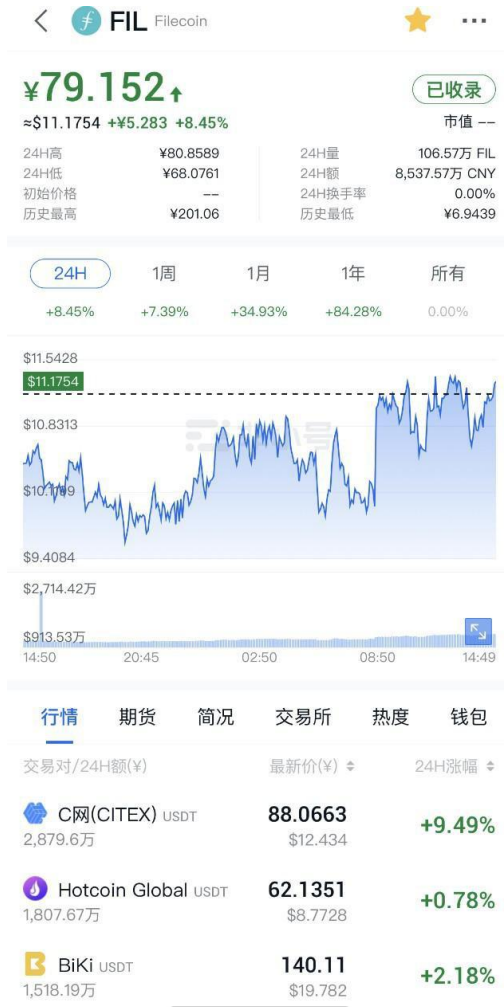 FIL Filecoin
¥79.152
已收录
≈$11.1754 +¥5.283 +8.45%
市值 --
24H高 ¥80.8589 24H量 106.57万 FIL
24H低 ¥68.0761 24H额 8,537.57万 CNY
初始价格 -- 24H换手率 0.00%
历史最高 ¥201.06 历史最低 ¥6.9439
24H 1周 1月 1年 所有
+8.45% +7.39% +34.93% +84.28% 0.00%
$11.5428
$11.1754
$10.8313
小号
$9.4084
$2,714.42万
$913.53万
14:50 20:45 02:50 08:50 14:49
行情 期货 简况 交易所 热度 钱包
交易对/24H额(¥) 最新价(¥) 24H涨幅
C网(CITEX) USDT 88.0663 +9.49%
2,879.6万 $12.434
Hotcoin Global USDT 62.1351 +0.78%
1,807.67万 $8.7728
BiKi USDT 140.11 +2.18%
1,518.19万 $19.782